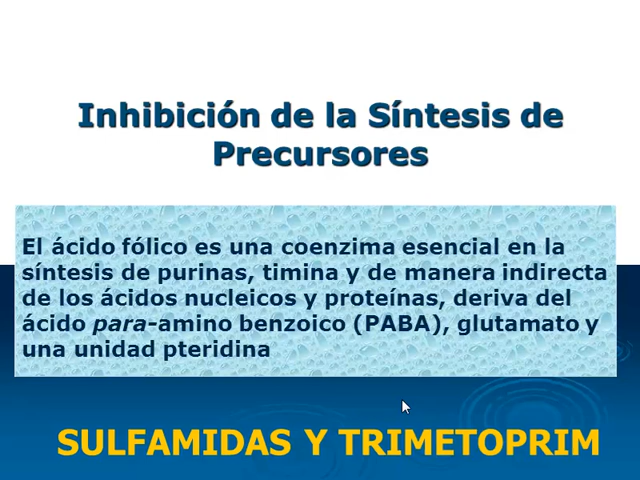 Inhibición de la Síntesis de
Precursores
El ácido fólico es una coenzima esencial en la
síntesis de purinas, timina y de manera indirecta
de los ácidos nucleicos y proteínas, deriva del
ácido para-amino benzoico (PABA), glutamato y
una unidad pteridina
SULFAMIDAS Y TRIMETOPRIM